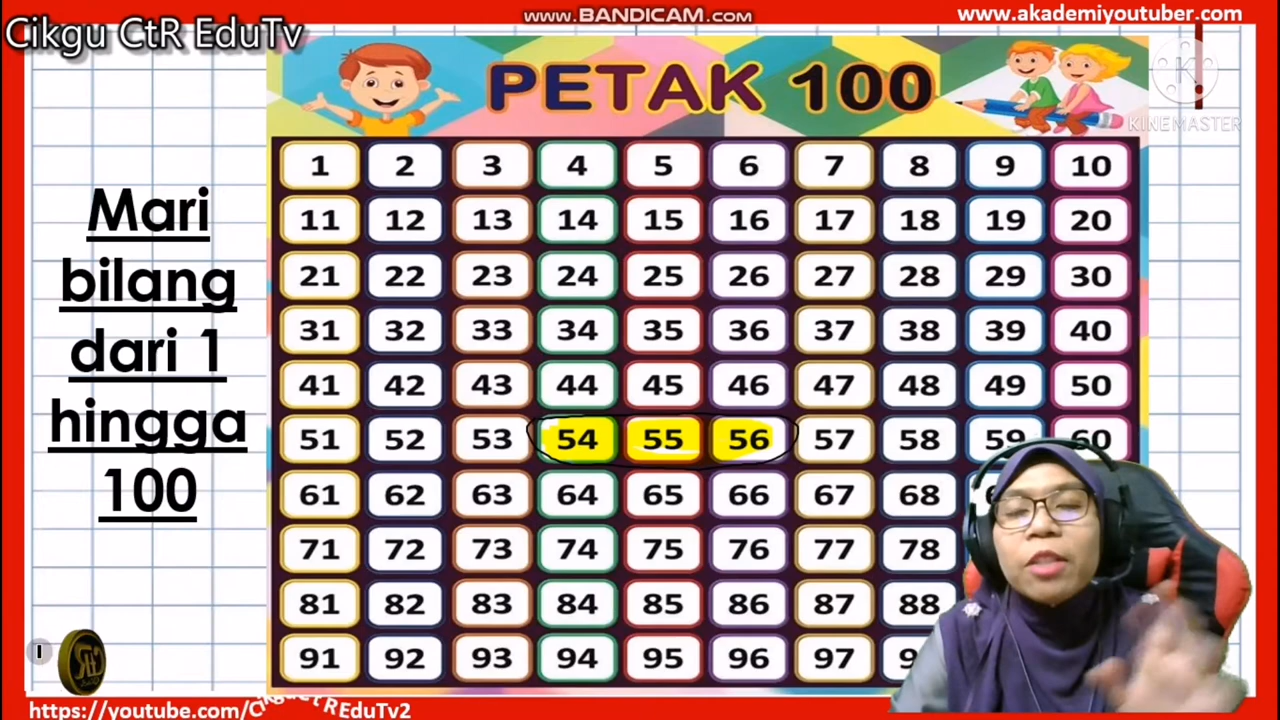 www.BANDICAM.com
www.akademiyoutuber.com
Cikgu CtR EduTv
PETAK 100
KINEMASTER
Mari
bilang
dari 1
hingga
100
1 2 3 4 5 6 7 8 9 10
11 12 13 14 15 16 17 18 19 20
21 22 23 24 25 26 27 28 29 30
31 32 33 34 35 36 37 38 39 40
41 42 43 44 45 46 47 48 49 50
51 52 53 54 55 56 57 58 59 60
61 62 63 64 65 66 67 68
71 72 73 74 75 76 77 78
81 82 83 84 85 86 87 88
91 92 93 94 95 96 97
https://youtube.com/CikguCtREduTv2